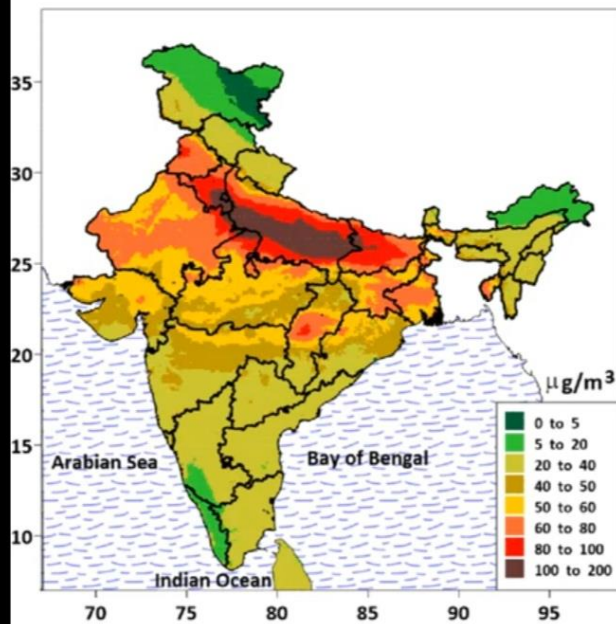 35
30
25
20
15
10
μg/m³
0 to 5
5 to 20
20 to 40
40 to 50
50 to 60
60 to 80
80 to 100
100 to 200
Arabian Sea
Bay of Bengal
Indian Ocean
70 75 80 85 90 95